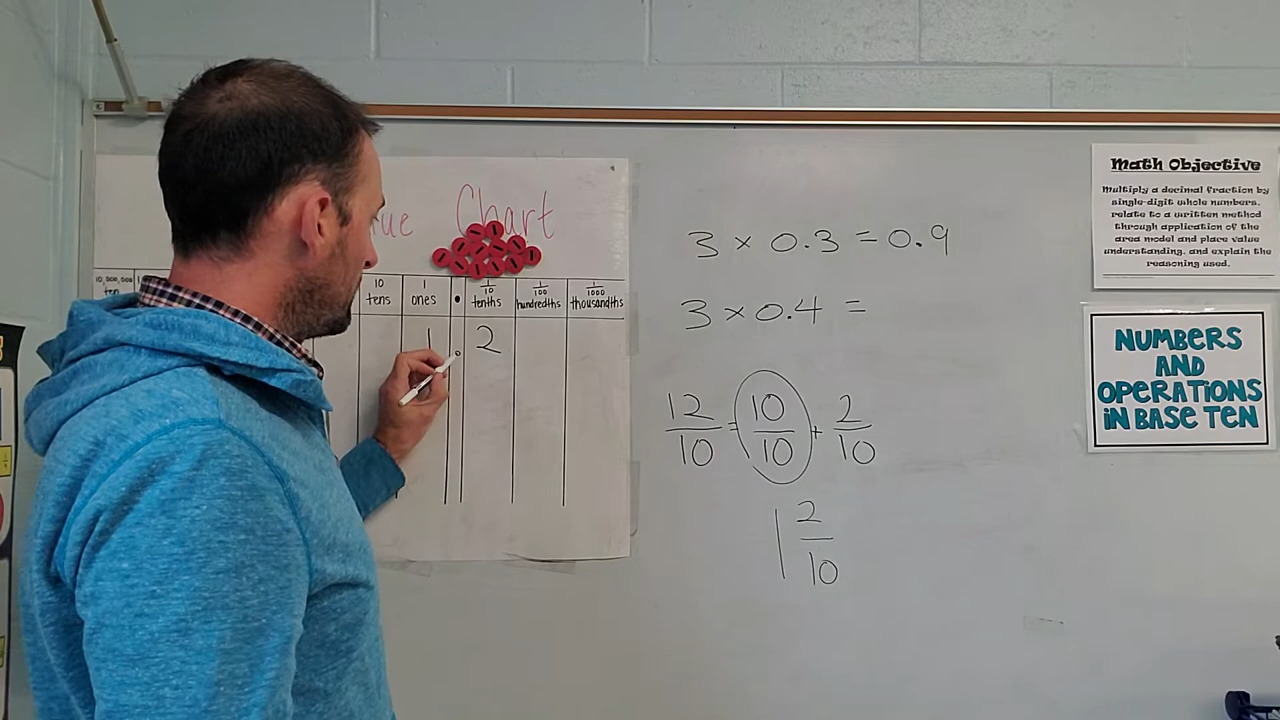 ue Chart
10 tens
1 ones
.
1/10 tenths
1/100 hundredths
1/1000 thousandths
1 . 2
3 × 0.3 = 0.9
3 × 0.4 =
12/10 = 10/10 + 2/10
1 2/10
Math Objective
Multiply a decimal fraction by
single-digit whole numbers,
relate to a written method
through application of the
area model and place value
understanding, and explain the
reasoning used.
NUMBERS
AND
OPERATIONS
IN BASE TEN